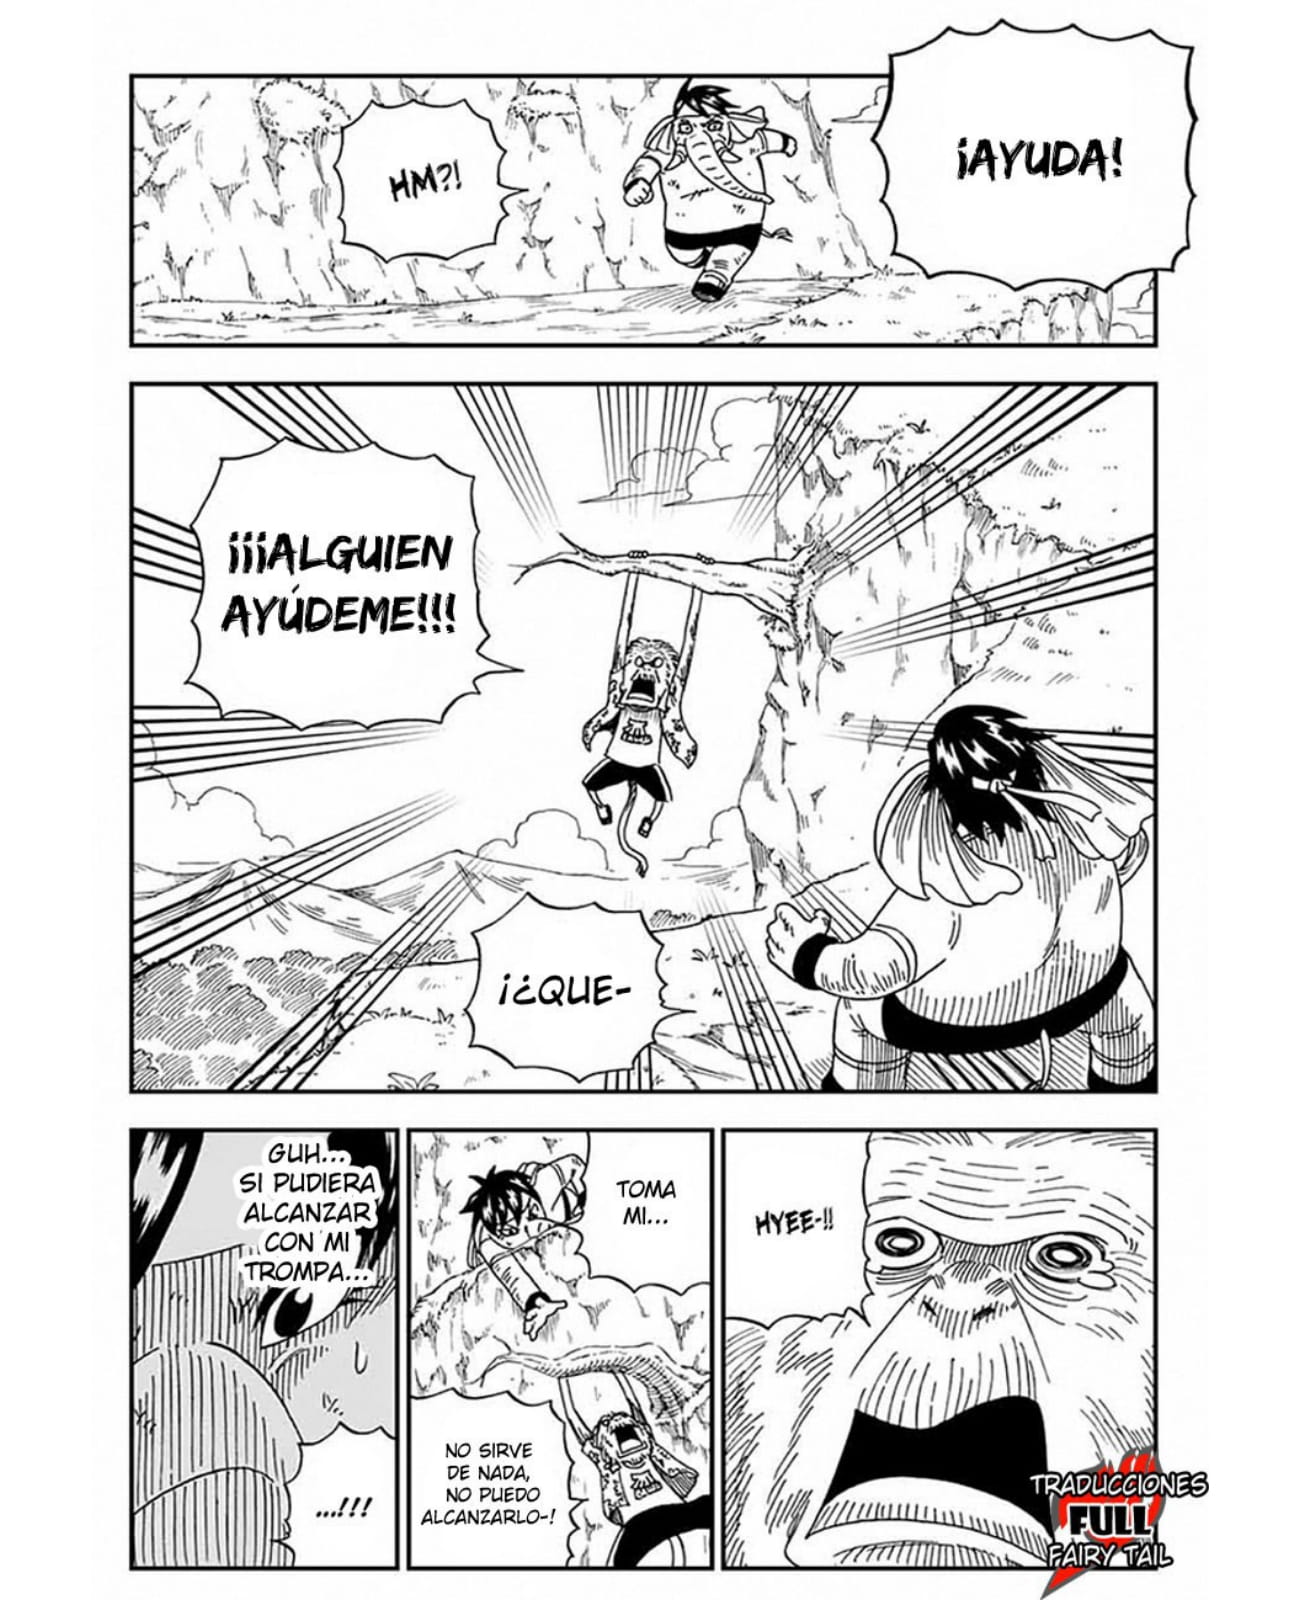 ¡AYUDA!
HM?!
¡¡¡ALGUIEN
AYÚDEME!!!
¡¿QUE-
HYEE-!!
TOMA
MI...
NO SIRVE
DE NADA,
NO PUEDO
ALCANZARLO-!
GUH...
SI PUDIERA
ALCANZAR
CON MI
TROMPA...
...!!!
TRADUCCIONES
FULL
FAIRY TAIL